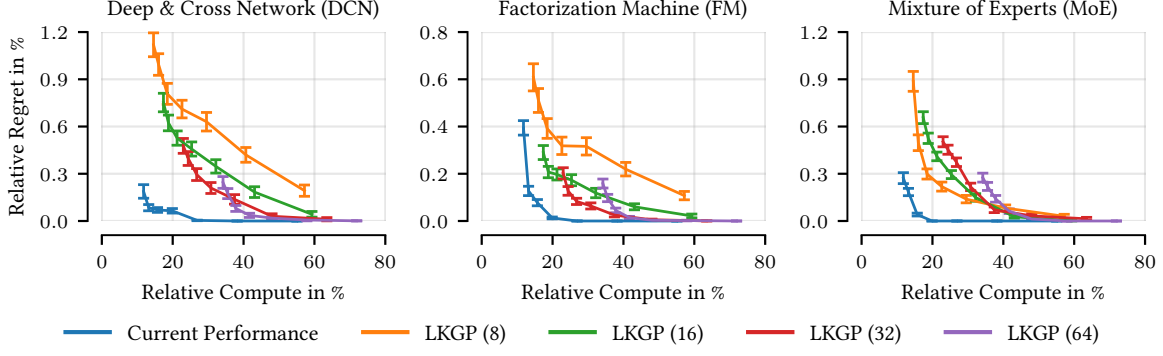 Deep & Cross Network (DCN)
Factorization Machine (FM)
Mixture of Experts (MoE)
Relative Regret in %
1.2
0.9
0.6
0.3
0.0
0 20 40 60 80
Relative Compute in %
0.8
0.6
0.4
0.2
0.0
0 20 40 60 80
Relative Compute in %
1.2
0.9
0.6
0.3
0.0
0 20 40 60 80
Relative Compute in %
Current Performance LKGP (8) LKGP (16) LKGP (32) LKGP (64)